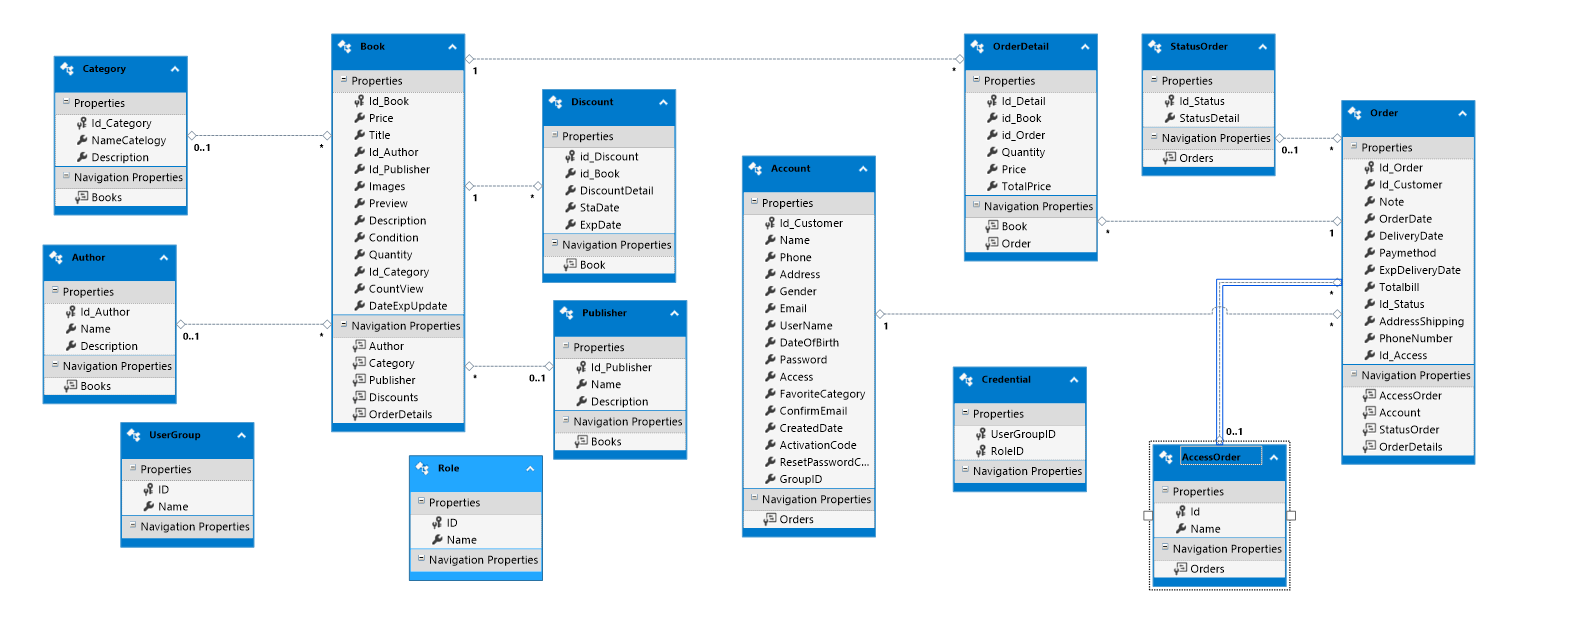 Category
Properties
Id_Category
NameCatelogy
Description
Navigation Properties
Books
0..1
*
Author
Properties
Id_Author
Name
Description
Navigation Properties
Books
0..1
*
UserGroup
Properties
ID
Name
Navigation Properties
Book
Properties
Id_Book
Price
Title
Id_Author
Id_Publisher
Images
Preview
Description
Condition
Quantity
Id_Category
CountView
DateExpUpdate
Navigation Properties
Author
Category
Publisher
Discounts
OrderDetails
1
*
1
*
*
0..1
Role
Properties
ID
Name
Navigation Properties
Discount
Properties
id_Discount
id_Book
DiscountDetail
StaDate
ExpDate
Navigation Properties
Book
Publisher
Properties
Id_Publisher
Name
Description
Navigation Properties
Books
Account
Properties
Id_Customer
Name
Phone
Address
Gender
Email
UserName
DateOfBirth
Password
Access
FavoriteCategory
ConfirmEmail
CreatedDate
ActivationCode
ResetPasswordC...
GroupID
Navigation Properties
Orders
1
*
OrderDetail
Properties
Id_Detail
id_Book
id_Order
Quantity
Price
TotalPrice
Navigation Properties
Book
Order
*
1
Credential
Properties
UserGroupID
RoleID
Navigation Properties
StatusOrder
Properties
Id_Status
StatusDetail
Navigation Properties
Orders
0..1
*
Order
Properties
Id_Order
Id_Customer
Note
OrderDate
DeliveryDate
Paymethod
ExpDeliveryDate
Totalbill
Id_Status
AddressShipping
PhoneNumber
Id_Access
Navigation Properties
AccessOrder
Account
StatusOrder
OrderDetails
*
0..1
AccessOrder
Properties
Id
Name
Navigation Properties
Orders